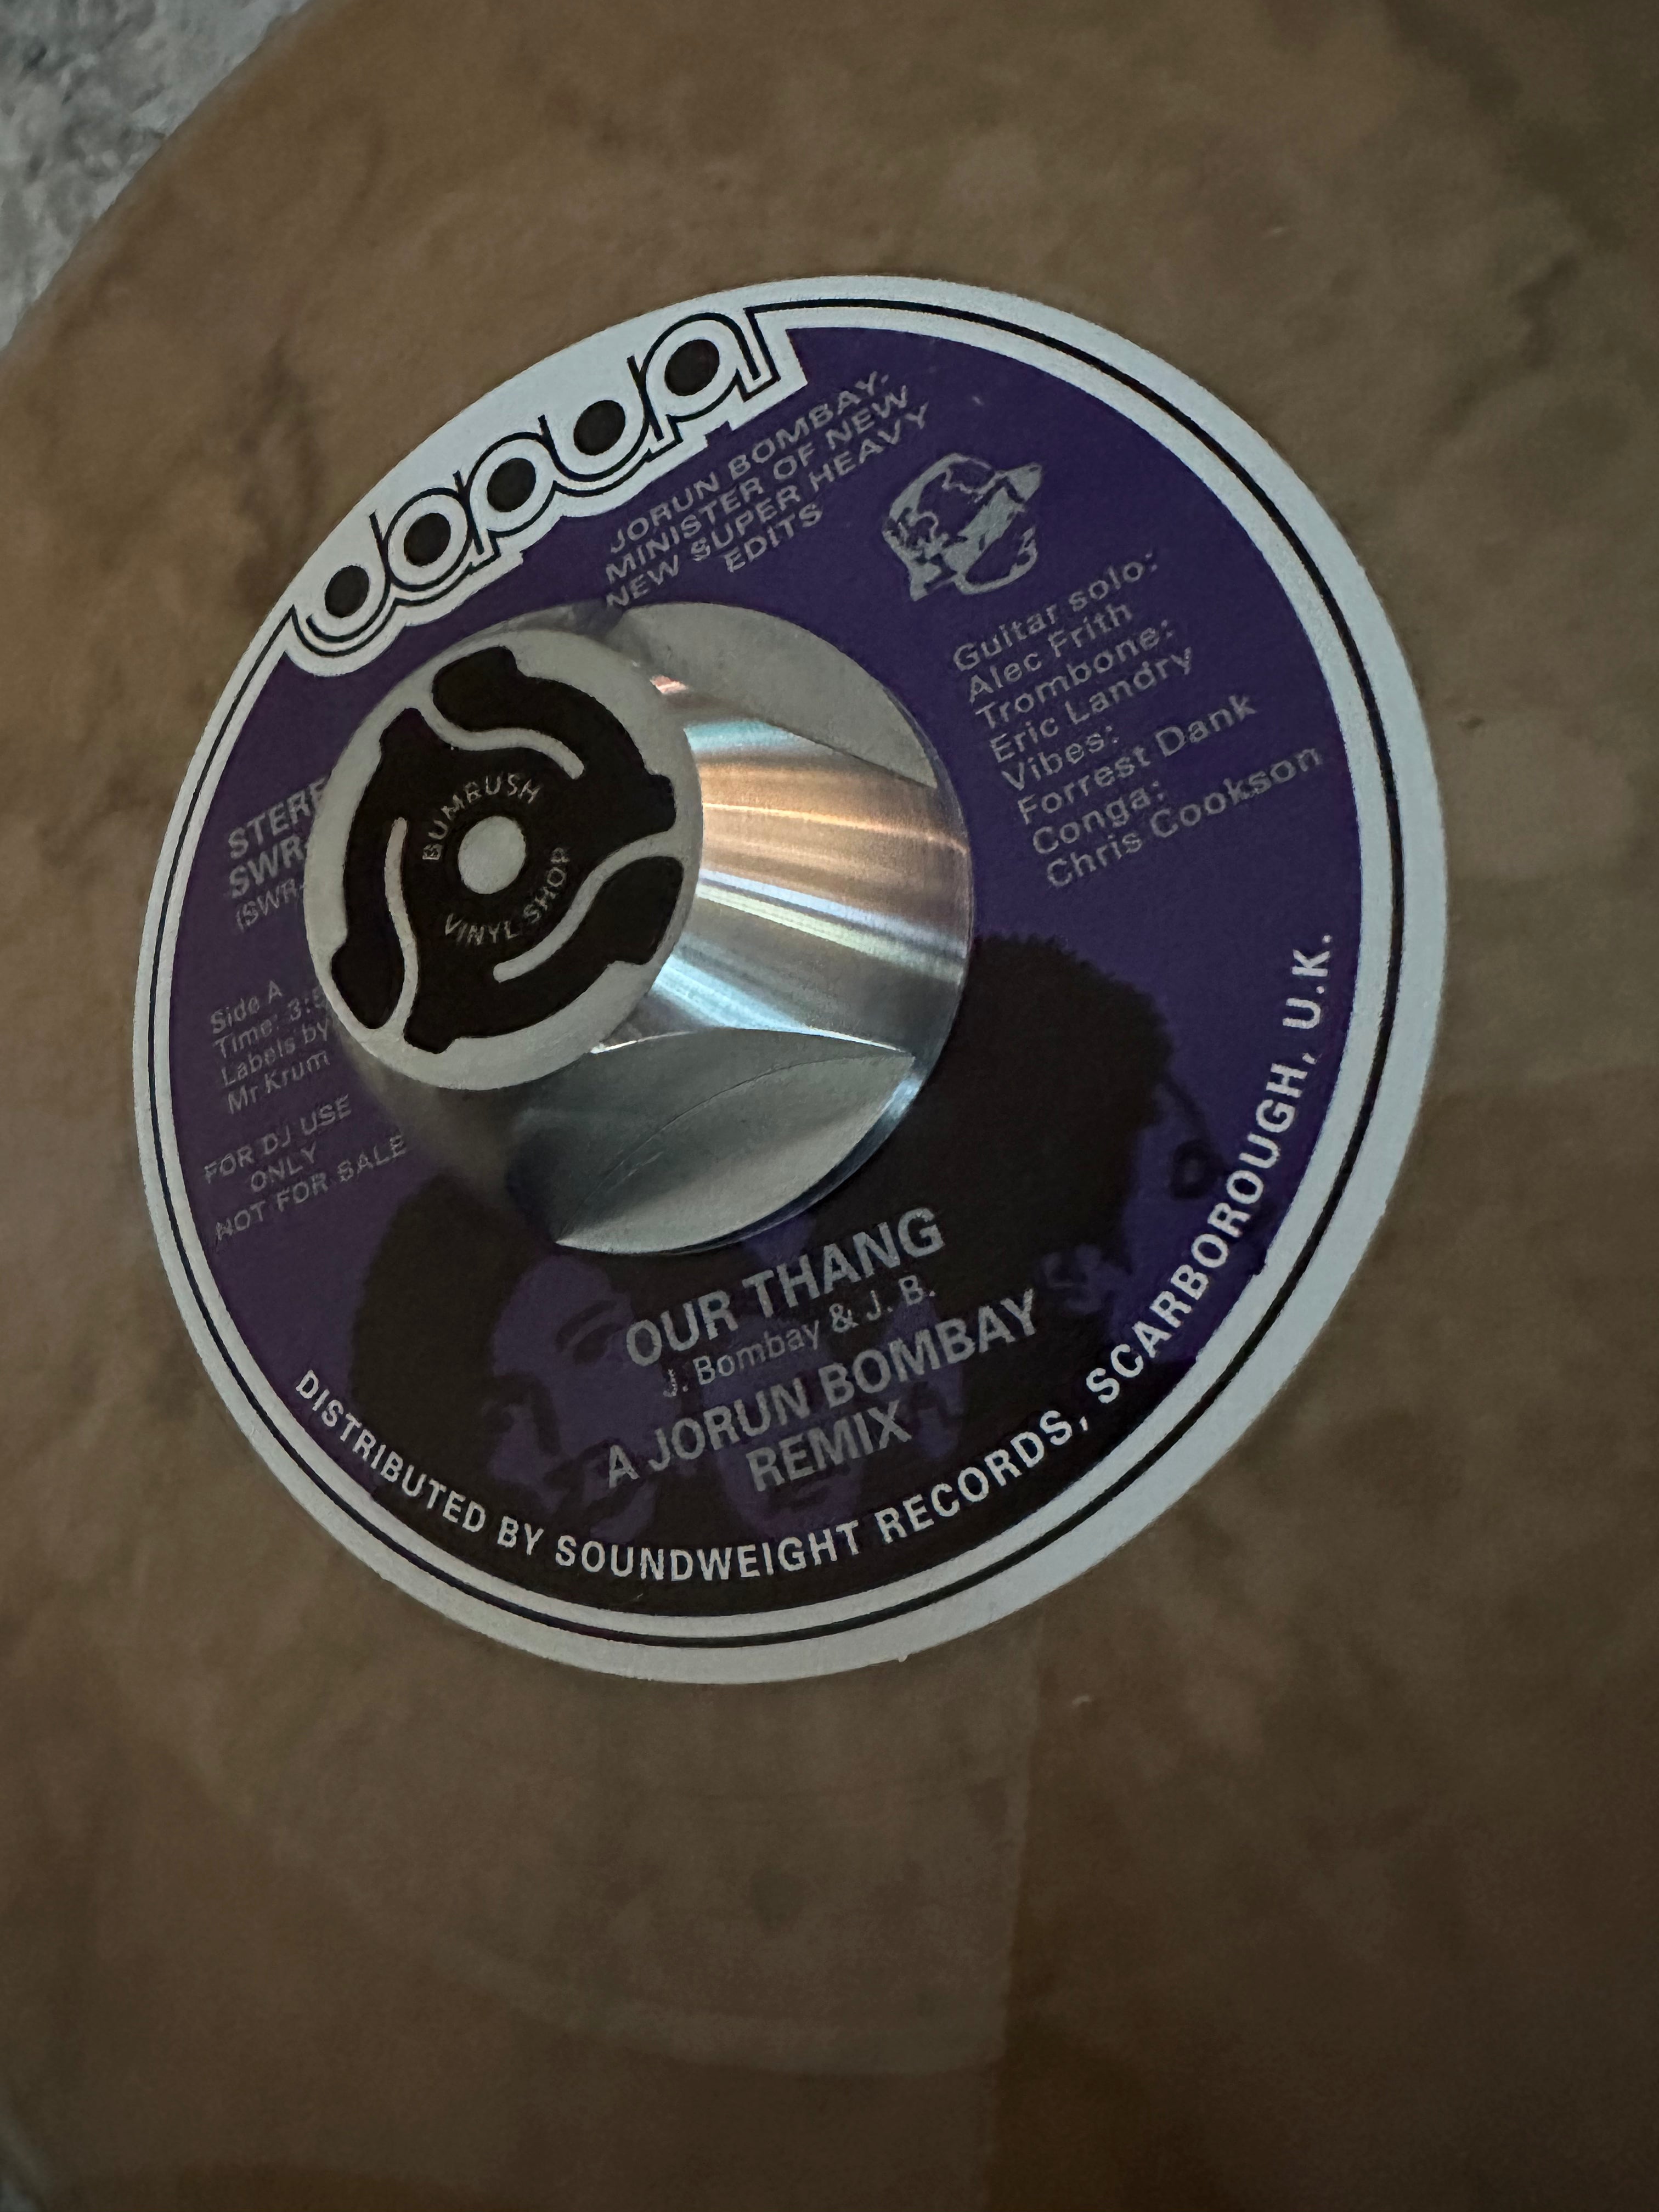 JORUN BOMBAY-
MINISTER OF NEW
NEW SUPER HEAVY
EDITS
Guitar solo:
Alec Frith
Trombone:
Eric Landry
Vibes:
Forrest Dank
Conga:
Chris Cookson
BUMRUSH
VINYL SHOP
Side A
Time:
Labels by
Mr Krum
FOR DJ USE
ONLY
NOT FOR SALE
OUR THANG
J. Bombay & J. B.
A JORUN BOMBAY
REMIX
DISTRIBUTED BY SOUNDWEIGHT RECORDS, SCARBOROUGH, U.K.